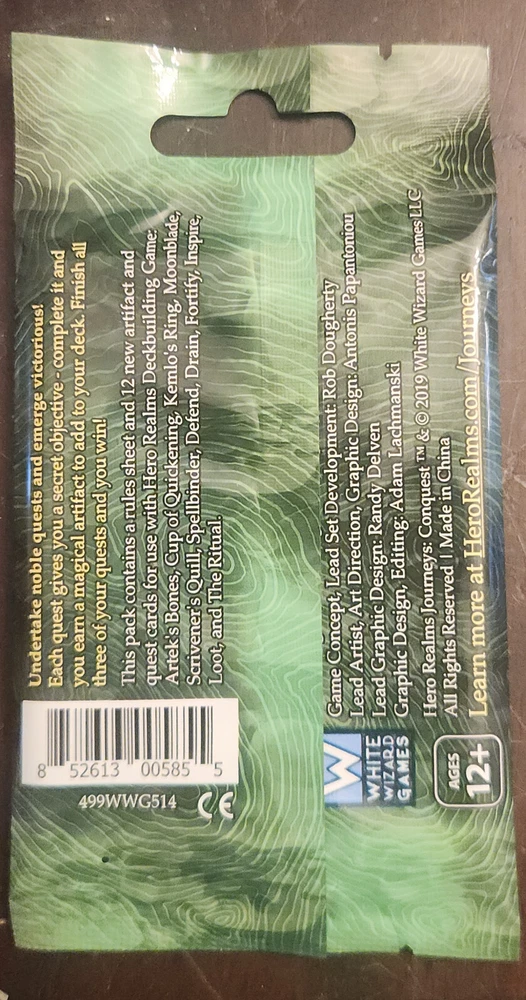 Undertake noble quests and emerge victorious!
Each quest gives you a secret objective - complete it and
you earn a magical artifact to add to your deck. Finish all
three of your quests and you win!
This pack contains a rules sheet and 12 new artifact and
quest cards for use with Hero Realms Deckbuilding Game:
Artek's Bones, Cup of Quickening, Kemlo's Ring, Moonblade,
Scrivener's Quill, Spellbinder, Defend, Drain, Fortify, Inspire,
Loot, and The Ritual.
8 52613 00585 5
499WWG514 CE
Game Concept, Lead Set Development: Rob Dougherty
Lead Artist, Art Direction, Graphic Design: Antonis Papantoniou
Lead Graphic Design: Randy Delven
Graphic Design, Editing: Adam Lachmanski
Hero Realms Journeys: Conquest ™ & © 2019 White Wizard Games LLC
All Rights Reserved | Made in China
Learn more at HeroRealms.com/Journeys
W
WHITE
WIZARD
GAMES
AGES
12+